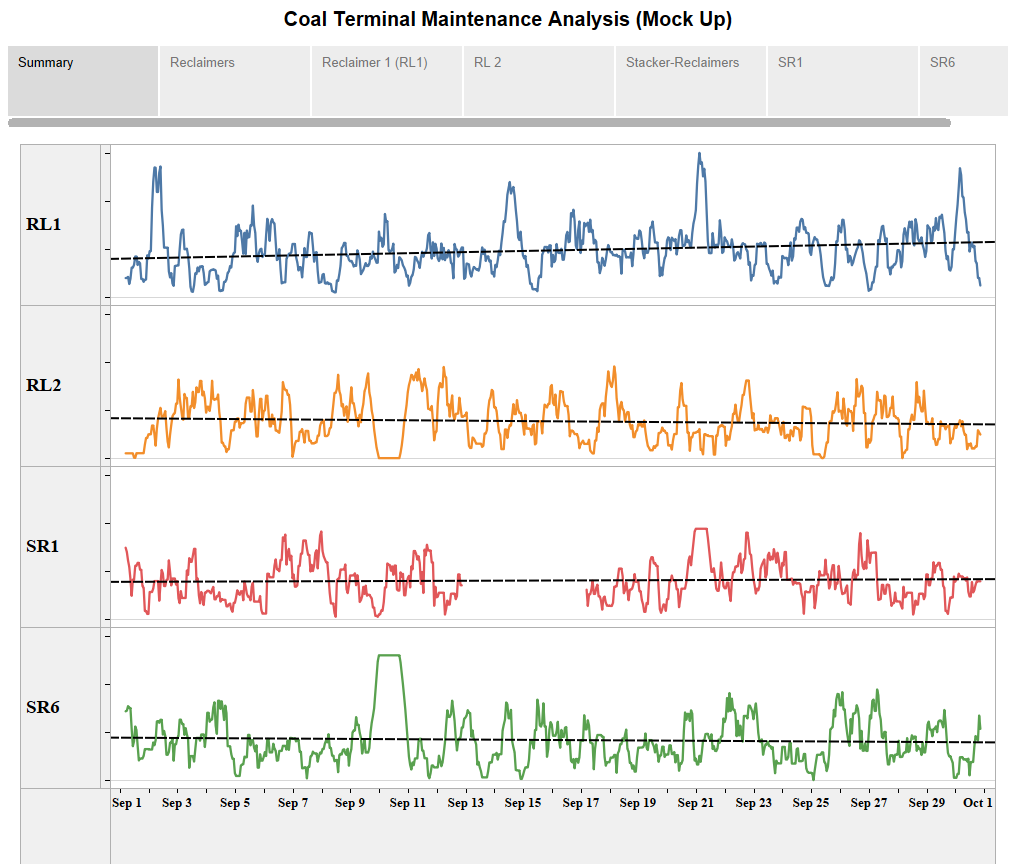 Coal Terminal Maintenance Analysis (Mock Up)
Summary Reclaimers Reclaimer 1 (RL1) RL 2 Stacker-Reclaimers SR1 SR6
RL1
RL2
SR1
SR6
Sep 1 Sep 3 Sep 5 Sep 7 Sep 9 Sep 11 Sep 13 Sep 15 Sep 17 Sep 19 Sep 21 Sep 23 Sep 25 Sep 27 Sep 29 Oct 1